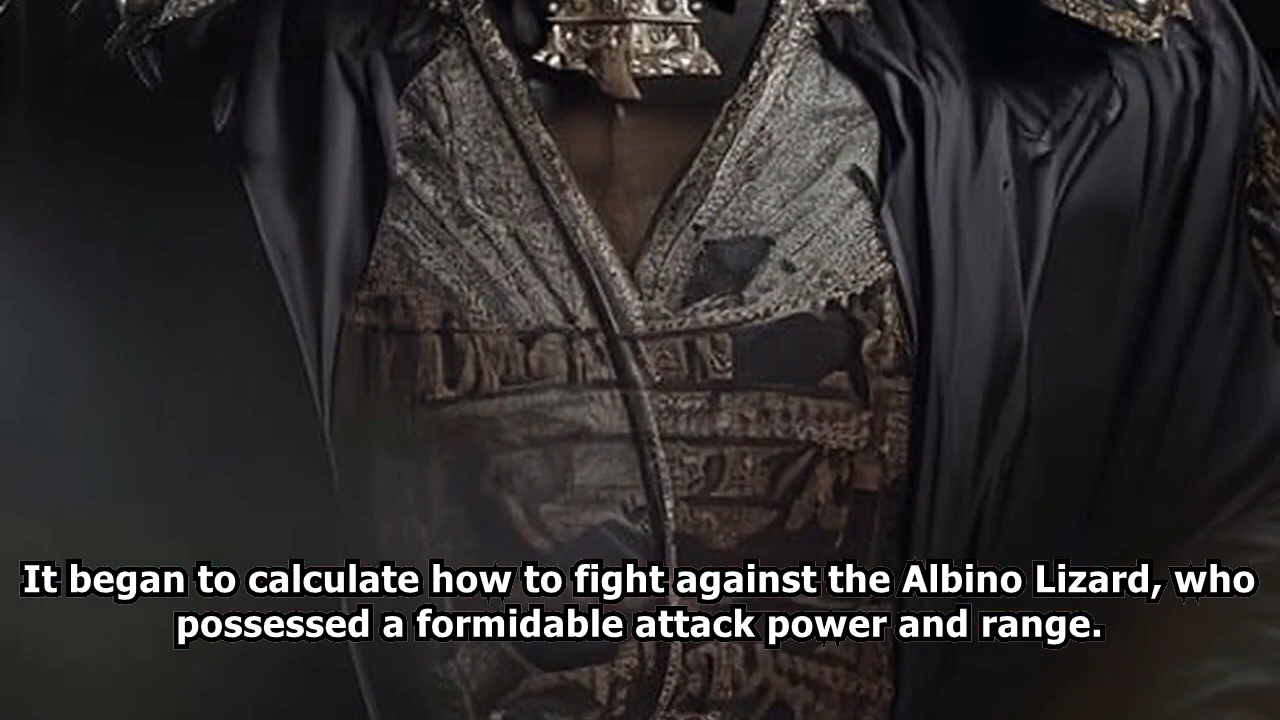 It began to calculate how to fight against the Albino Lizard, who
possessed a formidable attack power and range.